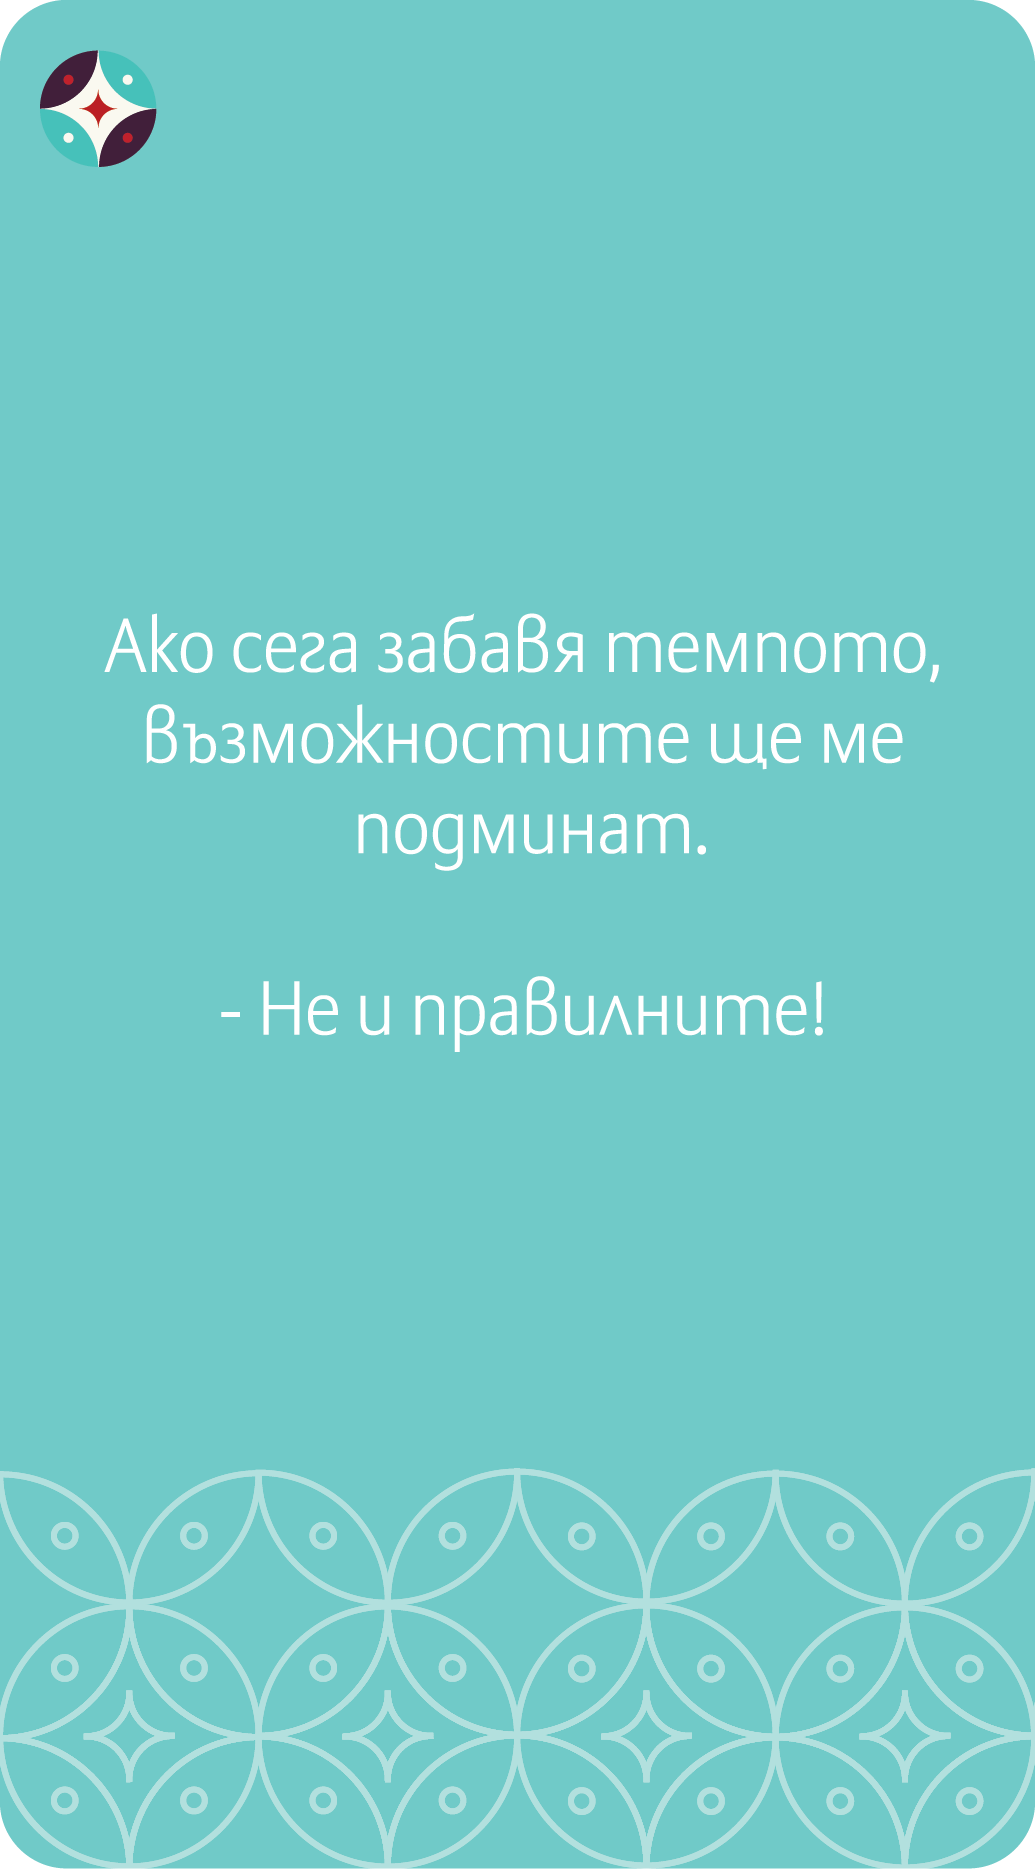 Ако сега забавя темпото,
възможностите ще ме
подминат.
- Не и правилните!